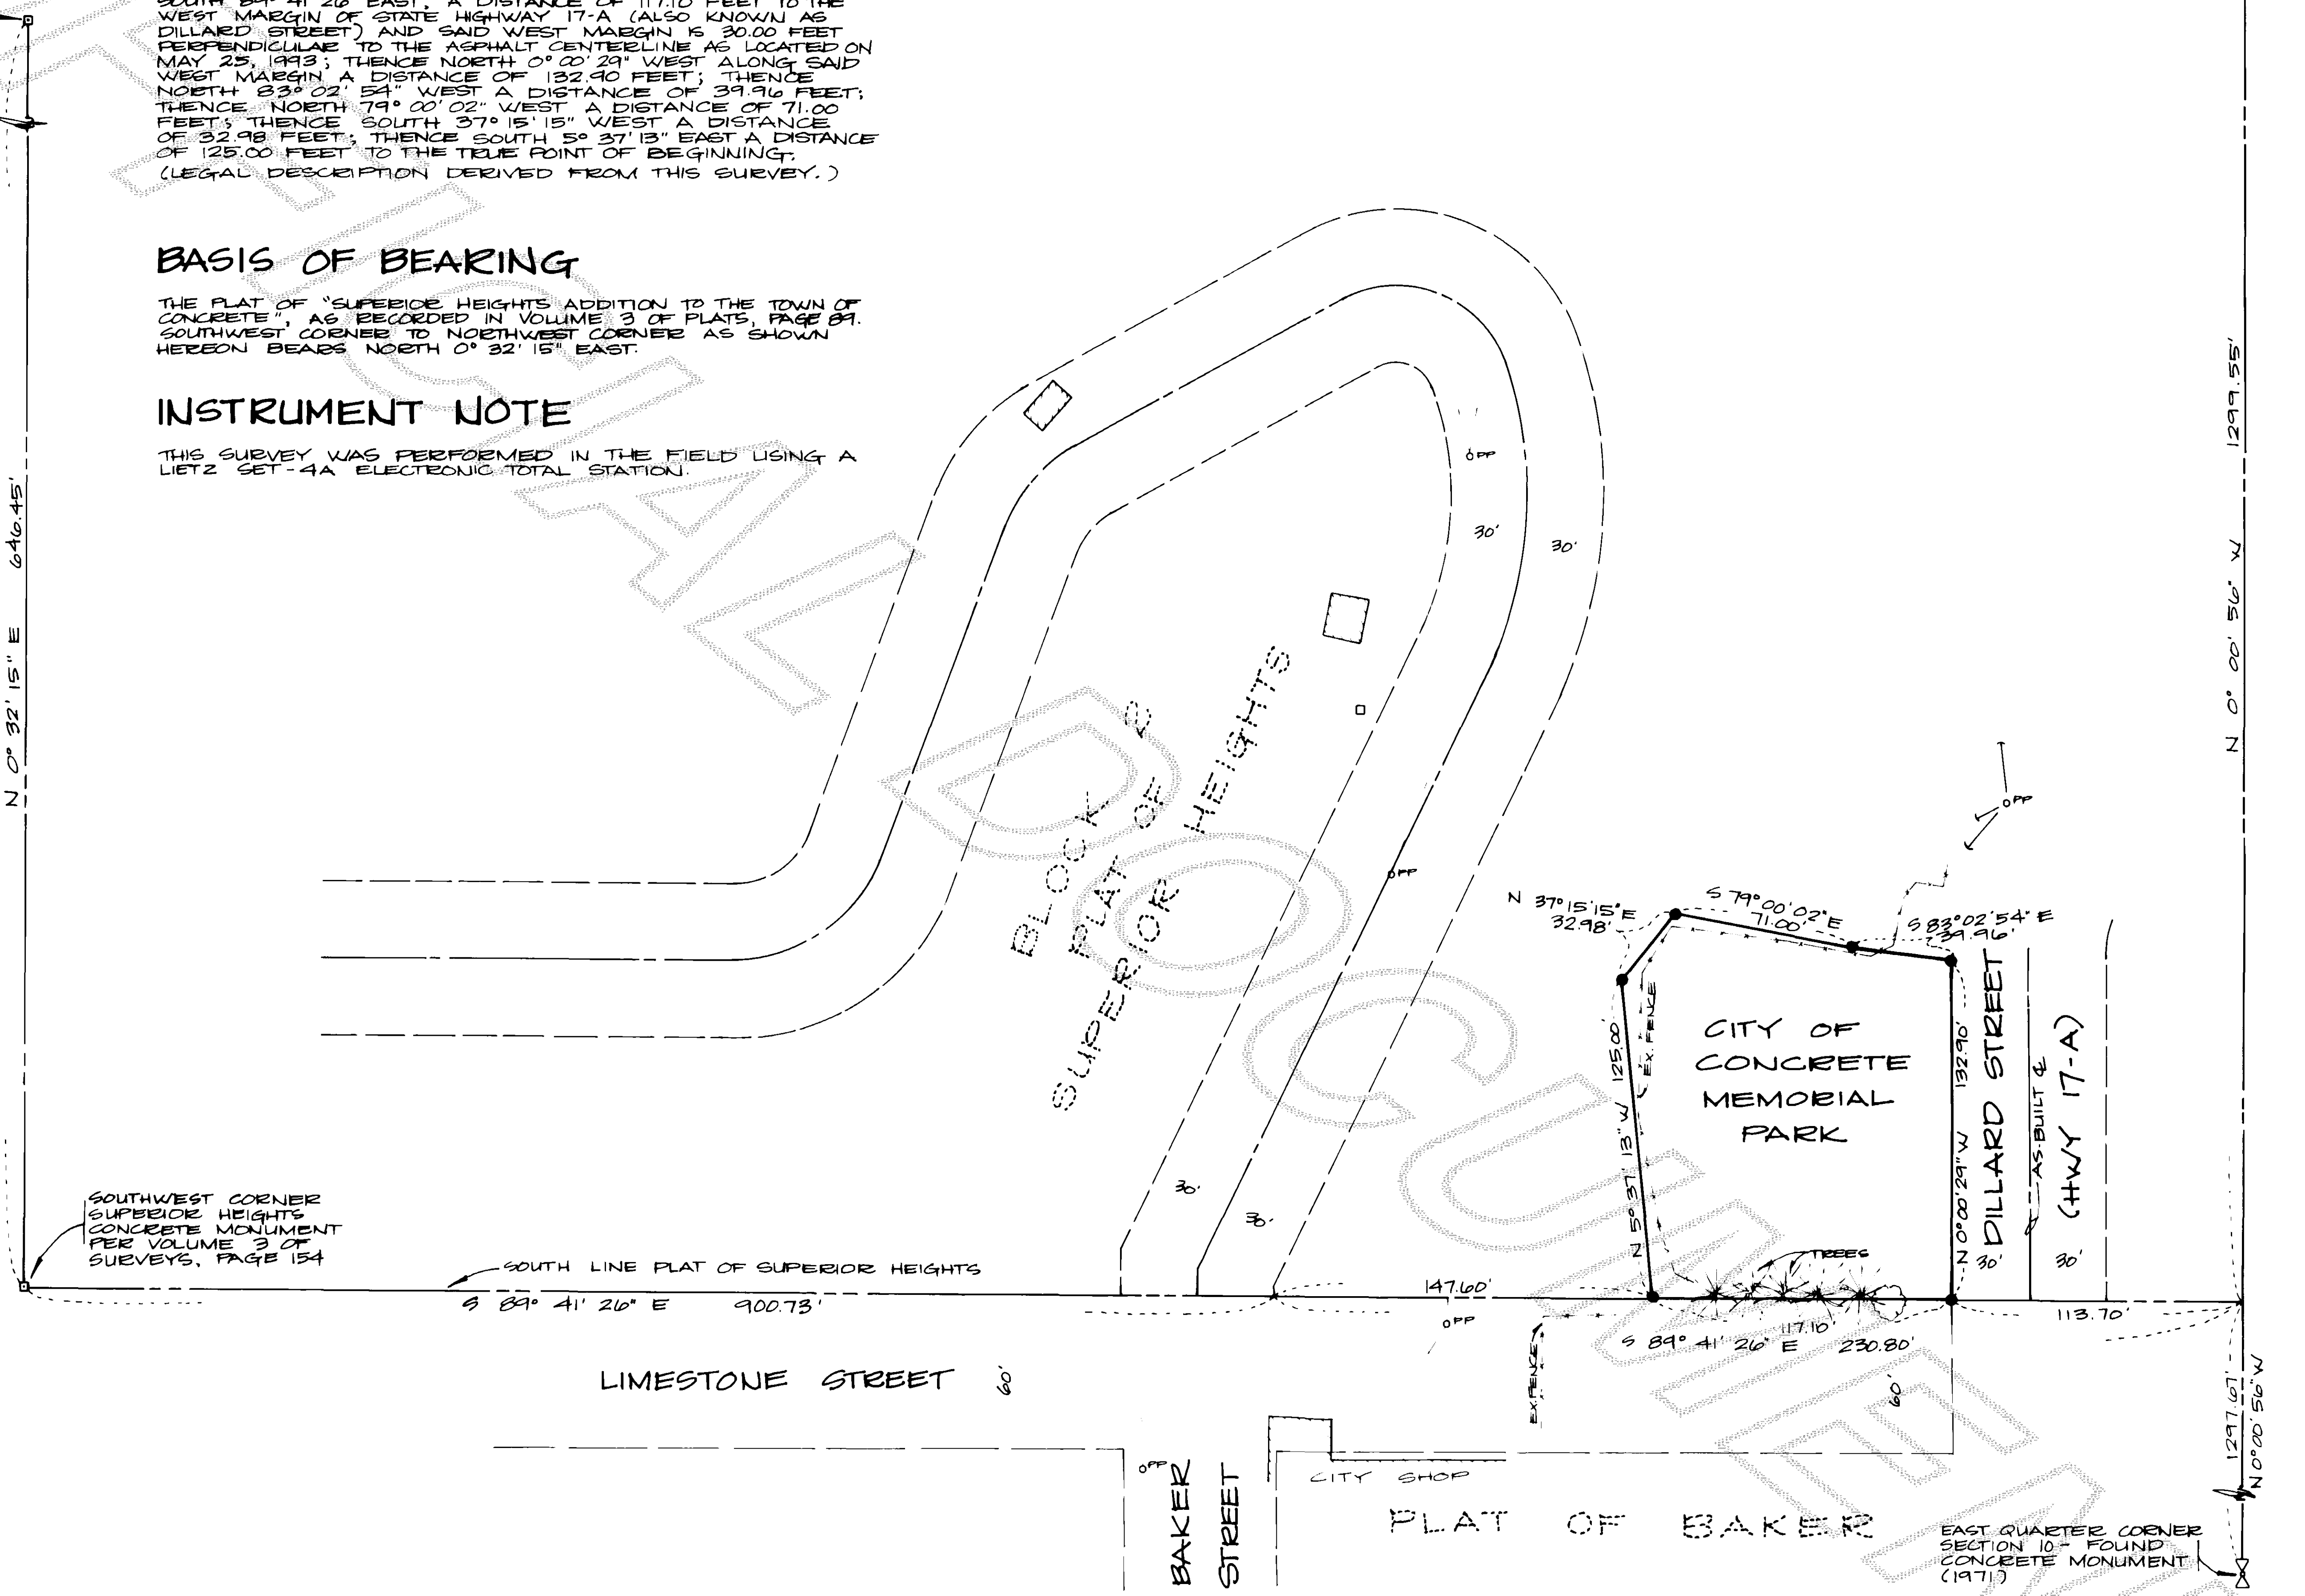 SOUTH 89° 41' 26" EAST, A DISTANCE OF 117.10 FEET TO THE
WEST MARGIN OF STATE HIGHWAY 17-A (ALSO KNOWN AS
DILLARD STREET) AND SAID WEST MARGIN IS 30.00 FEET
PERPENDICULAR TO THE ASPHALT CENTERLINE AS LOCATED ON
MAY 25, 1993; THENCE NORTH 0° 00' 29" WEST ALONG SAID
WEST MARGIN A DISTANCE OF 132.90 FEET; THENCE
NORTH 83° 02' 54" WEST A DISTANCE OF 39.96 FEET;
THENCE NORTH 79° 00' 02" WEST A DISTANCE OF 71.00
FEET; THENCE SOUTH 37° 15' 15" WEST A DISTANCE
OF 32.98 FEET; THENCE SOUTH 5° 37' 13" EAST A DISTANCE
OF 125.00 FEET TO THE TRUE POINT OF BEGINNING.
(LEGAL DESCRIPTION DERIVED FROM THIS SURVEY.)
BASIS OF BEARING
THE PLAT OF "SUPERIOR HEIGHTS ADDITION TO THE TOWN OF
CONCRETE", AS RECORDED IN VOLUME 3 OF PLATS, PAGE 89.
SOUTHWEST CORNER TO NORTHWEST CORNER AS SHOWN
HEREON BEARS NORTH 0° 32' 15" EAST.
INSTRUMENT NOTE
THIS SURVEY WAS PERFORMED IN THE FIELD USING A
LIETZ SET-4A ELECTRONIC TOTAL STATION.
N 0° 32' 15" E 646.45'
N 0° 00' 56" W 1299.55'
PP
30'
30'
BLOCK 2
PLAT OF
SUPERIOR HEIGHTS
PP
PP
N 37°15'15"E
32.98'
S 79°00'02"E
71.00'
S 83°02'54" E
39.96'
125.00'
N 5° 37' 13" W
EX. FENCE
CITY OF
CONCRETE
MEMORIAL
PARK
N 0°00'29" W 132.90'
DILLARD STREET
AS-BUILT ℄
(HWY 17-A)
30'
30'
30'
30'
TREES
SOUTHWEST CORNER
SUPERIOR HEIGHTS
CONCRETE MONUMENT
PER VOLUME 3 OF
SURVEYS, PAGE 154
SOUTH LINE PLAT OF SUPERIOR HEIGHTS
S 89° 41' 26" E 900.73'
147.60'
PP
117.10'
S 89° 41' 26" E 230.80'
113.70'
LIMESTONE STREET 60'
EX. FENCE
60'
1297.67'
N 0°00'56" W
PP
BAKER
STREET
CITY SHOP
PLAT OF BAKER
EAST QUARTER CORNER
SECTION 10 - FOUND
CONCRETE MONUMENT
(1971)